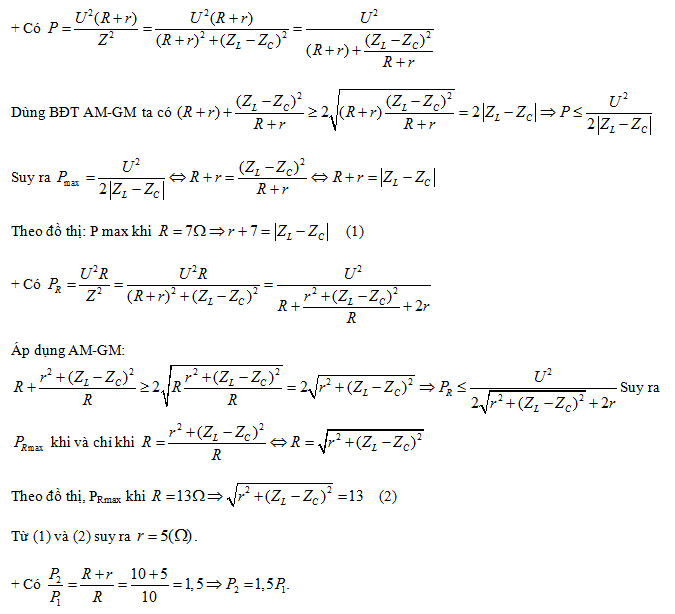 + Có P = U²(R+r)/Z² = U²(R+r)/((R+r)²+(Z_L−Z_C)²) = U²/((R+r)+(Z_L−Z_C)²/(R+r))
Dùng BĐT AM-GM ta có (R+r)+(Z_L−Z_C)²/(R+r) ≥ 2√((R+r)(Z_L−Z_C)²/(R+r)) = 2|Z_L−Z_C| ⇒ P ≤ U²/(2|Z_L−Z_C|)
Suy ra P_max = U²/(2|Z_L−Z_C|) ⇔ R+r = (Z_L−Z_C)²/(R+r) ⇔ R+r = |Z_L−Z_C|
Theo đồ thị: P max khi R = 7Ω ⇒ r+7 = |Z_L−Z_C| (1)
+ Có P_R = U²R/Z² = U²R/((R+r)²+(Z_L−Z_C)²) = U²/(R+(r²+(Z_L−Z_C)²)/R+2r)
Áp dụng AM-GM:
R+(r²+(Z_L−Z_C)²)/R ≥ 2√(R(r²+(Z_L−Z_C)²)/R) = 2√(r²+(Z_L−Z_C)²) ⇒ P_R ≤ U²/(2√(r²+(Z_L−Z_C)²)+2r) Suy ra
P_Rmax khi và chỉ khi R = (r²+(Z_L−Z_C)²)/R ⇔ R = √(r²+(Z_L−Z_C)²)
Theo đồ thị, P_Rmax khi R = 13Ω ⇒ √(r²+(Z_L−Z_C)²) = 13 (2)
Từ (1) và (2) suy ra r = 5(Ω).
+ Có P₂/P₁ = (R+r)/R = (10+5)/10 = 1,5 ⇒ P₂ = 1,5P₁.